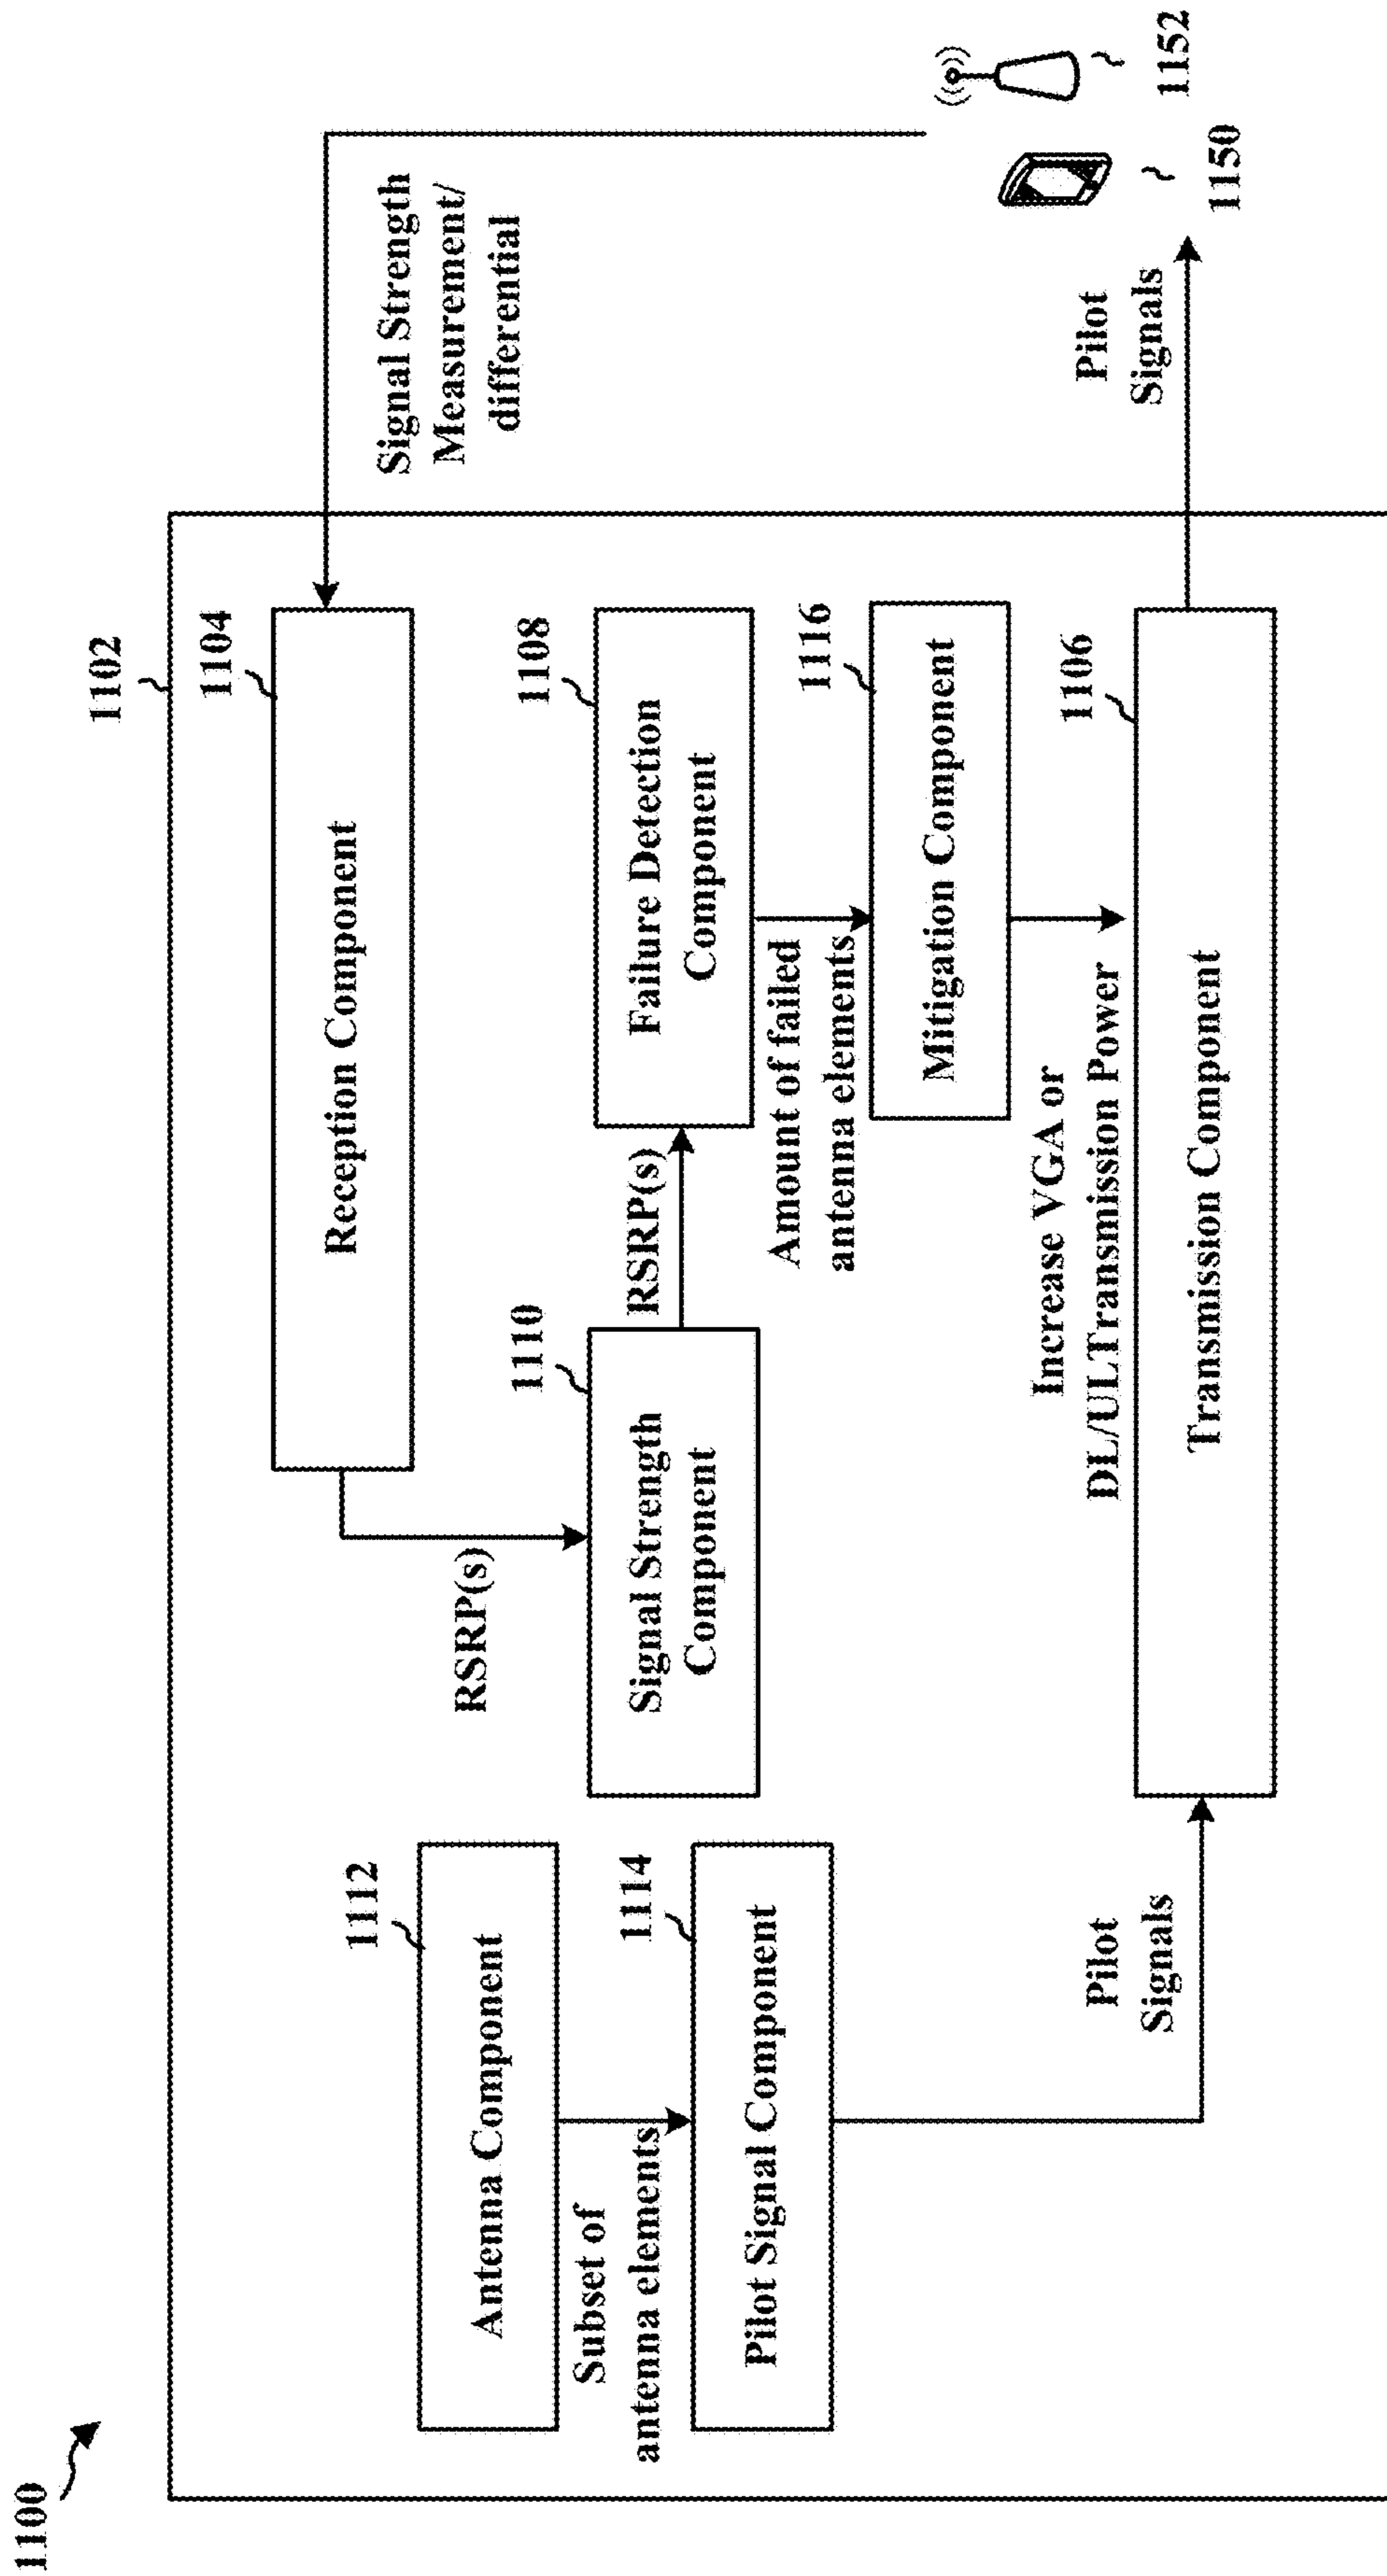 1100
1102
1104
Reception Component
Signal Strength
Measurement/
differential
1112
Antenna Component
RSRP(s)
1110
Signal Strength
Component
RSRP(s)
1108
Failure Detection
Component
Subset of
antenna elements
1114
Pilot Signal Component
Amount of failed
antenna elements
1116
Mitigation Component
Increase VGA or
DL/ULTransmission Power
Pilot
Signals
1106
Transmission Component
Pilot
Signals
1150
1152